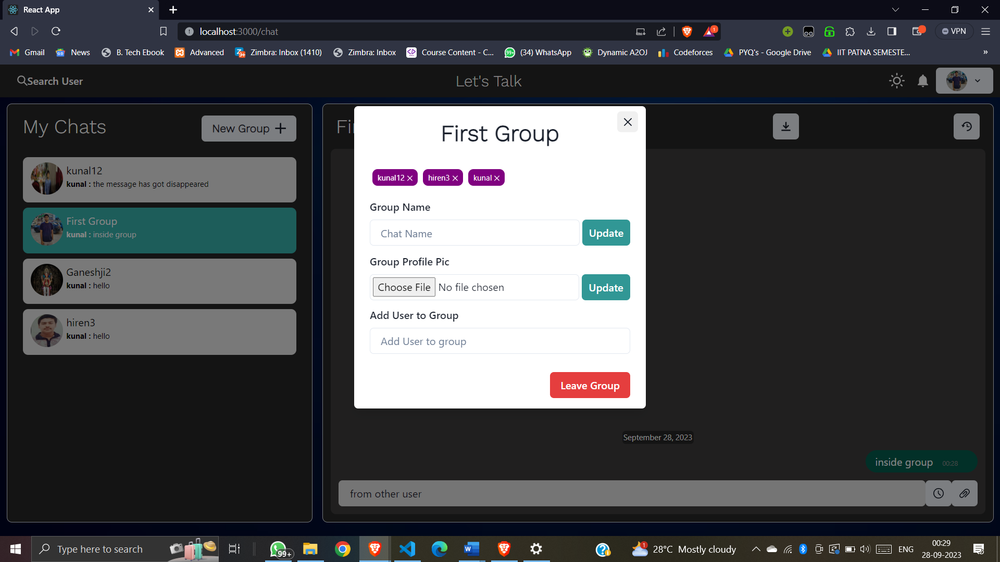 React App
localhost:3000/chat
1
VPN
Gmail
News
B. Tech Ebook
Advanced
Zimbra: Inbox (1410)
Zimbra: Inbox
Course Content - C...
(34) WhatsApp
Dynamic A2OJ
Codeforces
PYQ's - Google Drive
IIT PATNA SEMESTE...
»
Search User
Let's Talk
My Chats
New Group
kunal12
kunal : the message has got disappeared
First Group
kunal : inside group
Ganeshji2
kunal : hello
hiren3
kunal : hello
Fi
First Group
kunal12
hiren3
kunal
Group Name
Chat Name
Update
Group Profile Pic
Choose File No file chosen
Update
Add User to Group
Add User to group
Leave Group
September 28, 2023
inside group 00:28
from other user
Type here to search
99+
1
28°C Mostly cloudy
ENG
00:29
28-09-2023